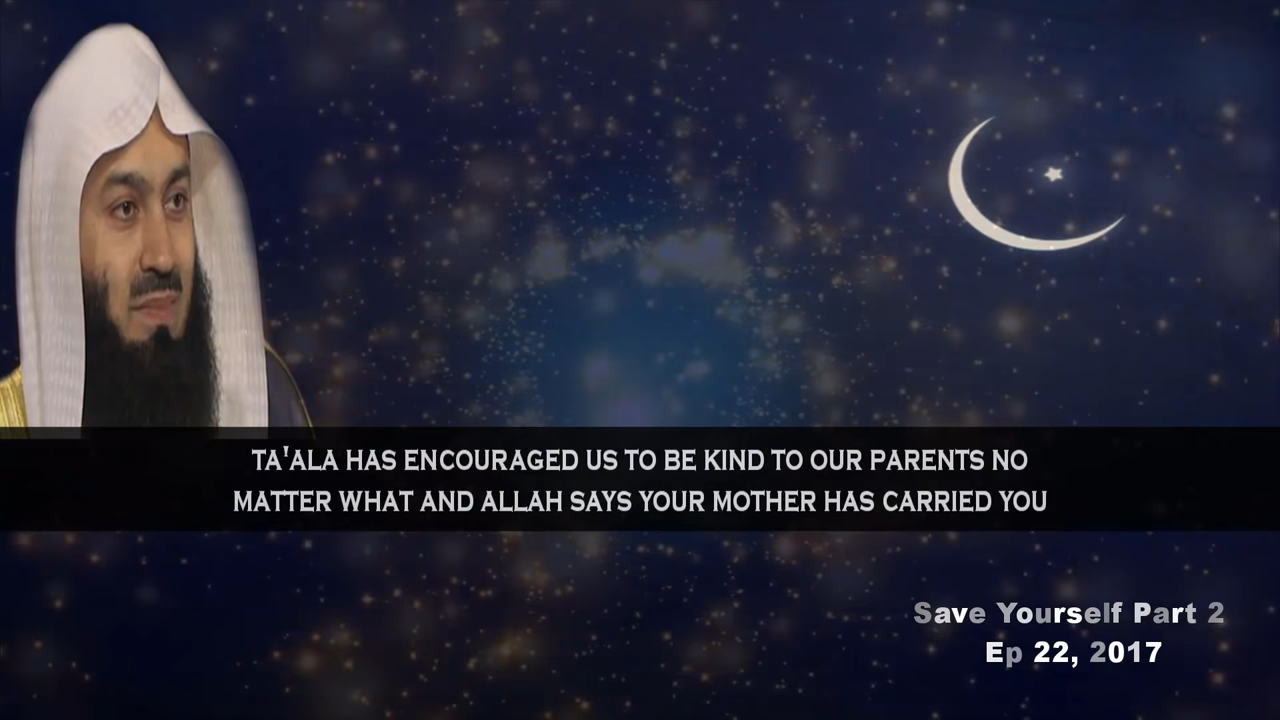 TA'ALA HAS ENCOURAGED US TO BE KIND TO OUR PARENTS NO
MATTER WHAT AND ALLAH SAYS YOUR MOTHER HAS CARRIED YOU
Save Yourself Part 2
Ep 22, 2017